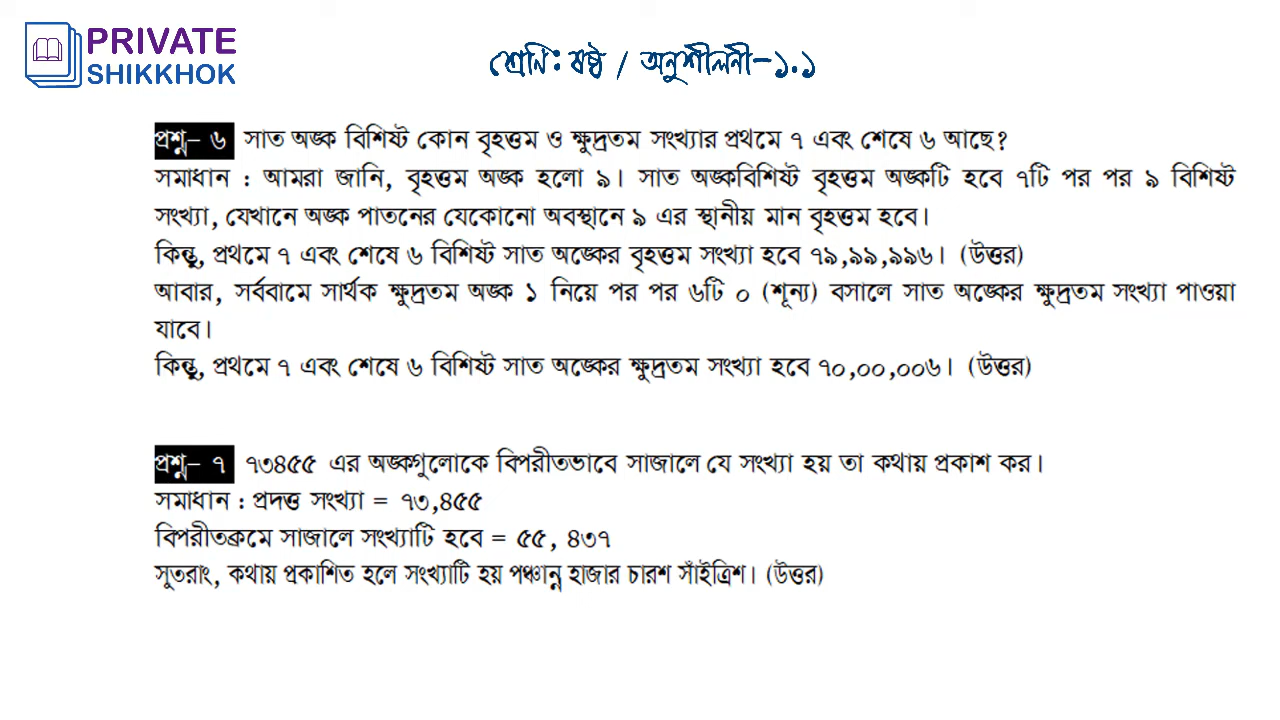 PRIVATE
SHIKKHOK
শ্রেণি: ষষ্ঠ / অনুশীলনী-১.১
প্রশ্ন- ৬ সাত অঙ্ক বিশিষ্ট কোন বৃহত্তম ও ক্ষুদ্রতম সংখ্যার প্রথমে ৭ এবং শেষে ৬ আছে?
সমাধান : আমরা জানি, বৃহত্তম অঙ্ক হলো ৯। সাত অঙ্কবিশিষ্ট বৃহত্তম অঙ্কটি হবে ৭টি পর পর ৯ বিশিষ্ট
সংখ্যা, যেখানে অঙ্ক পাতনের যেকোনো অবস্থানে ৯ এর স্থানীয় মান বৃহত্তম হবে।
কিন্তু, প্রথমে ৭ এবং শেষে ৬ বিশিষ্ট সাত অঙ্কের বৃহত্তম সংখ্যা হবে ৭৯,৯৯,৯৯৬। (উত্তর)
আবার, সর্ববামে সার্থক ক্ষুদ্রতম অঙ্ক ১ নিয়ে পর পর ৬টি ০ (শূন্য) বসালে সাত অঙ্কের ক্ষুদ্রতম সংখ্যা পাওয়া
যাবে।
কিন্তু, প্রথমে ৭ এবং শেষে ৬ বিশিষ্ট সাত অঙ্কের ক্ষুদ্রতম সংখ্যা হবে ৭০,০০,০০৬। (উত্তর)
প্রশ্ন- ৭ ৭৩৪৫৫ এর অঙ্কগুলোকে বিপরীতভাবে সাজালে যে সংখ্যা হয় তা কথায় প্রকাশ কর।
সমাধান : প্রদত্ত সংখ্যা = ৭৩,৪৫৫
বিপরীতক্রমে সাজালে সংখ্যাটি হবে = ৫৫, ৪৩৭
সুতরাং, কথায় প্রকাশিত হলে সংখ্যাটি হয় পঞ্চান্ন হাজার চারশ সাঁইত্রিশ। (উত্তর)